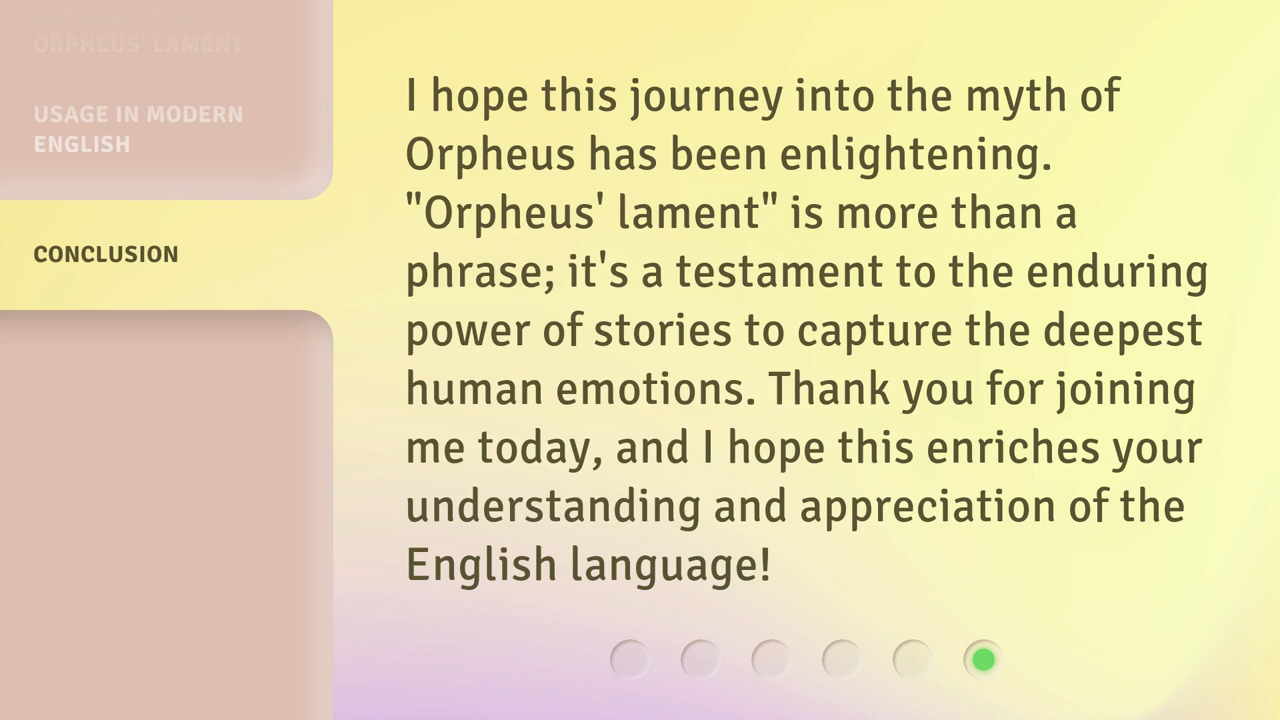 ORPHEUS' LAMENT
USAGE IN MODERN
ENGLISH
CONCLUSION
I hope this journey into the myth of
Orpheus has been enlightening.
"Orpheus' lament" is more than a
phrase; it's a testament to the enduring
power of stories to capture the deepest
human emotions. Thank you for joining
me today, and I hope this enriches your
understanding and appreciation of the
English language!